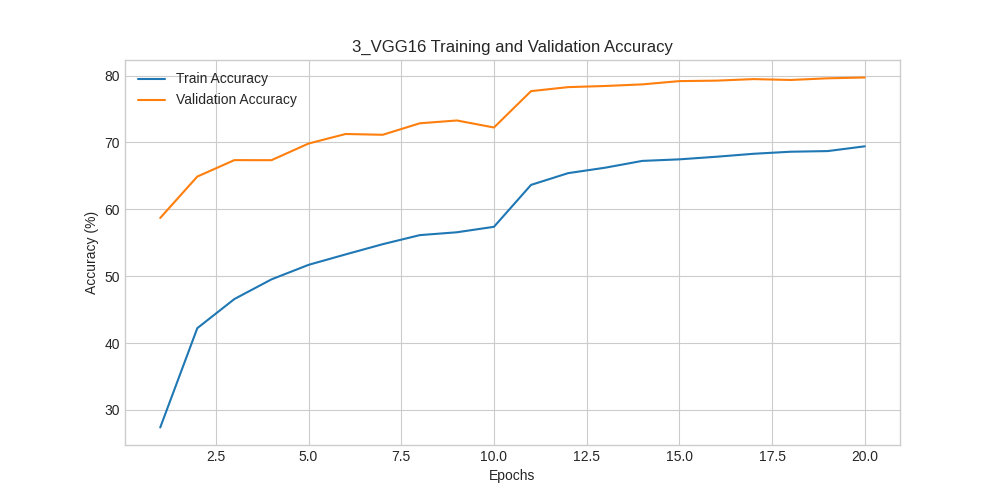 3_VGG16 Training and Validation Accuracy
Train Accuracy
Validation Accuracy
Accuracy (%)
80
70
60
50
40
30
2.5 5.0 7.5 10.0 12.5 15.0 17.5 20.0
Epochs